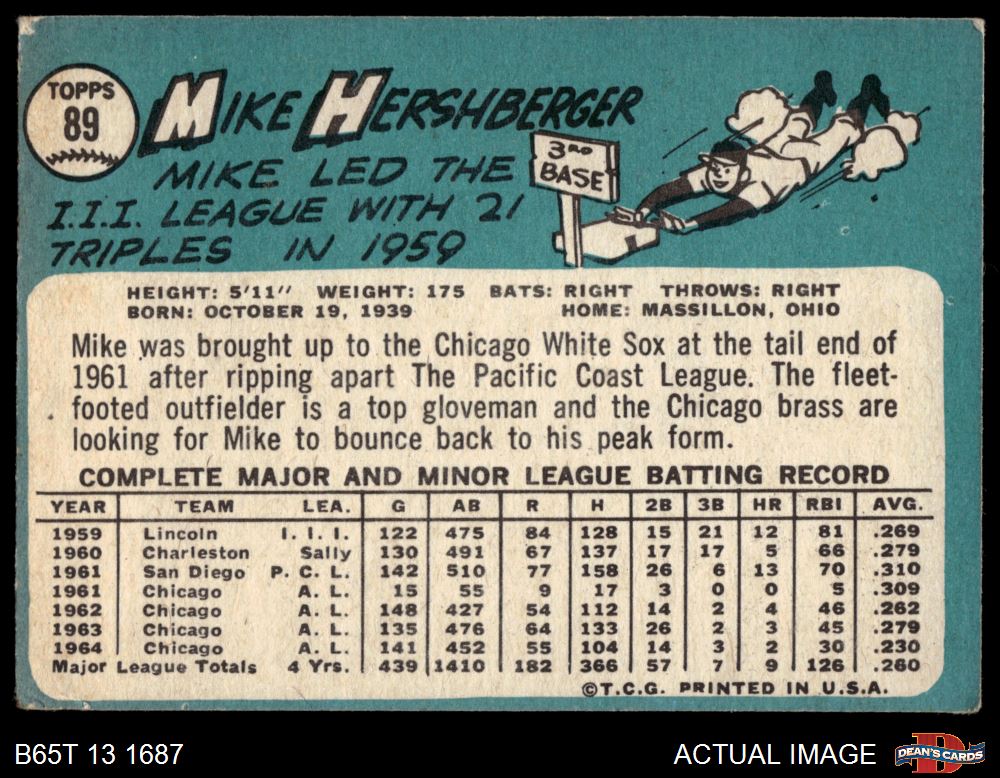 TOPPS
89
MIKE HERSHBERGER
MIKE LED THE
I.I.I. LEAGUE WITH 21
TRIPLES IN 1959
3RD
BASE
HEIGHT: 5'11" WEIGHT: 175 BATS: RIGHT THROWS: RIGHT
BORN: OCTOBER 19, 1939 HOME: MASSILLON, OHIO
Mike was brought up to the Chicago White Sox at the tail end of
1961 after ripping apart The Pacific Coast League. The fleet-
footed outfielder is a top gloveman and the Chicago brass are
looking for Mike to bounce back to his peak form.
COMPLETE MAJOR AND MINOR LEAGUE BATTING RECORD
YEAR TEAM LEA. G AB R H 2B 3B HR RBI AVG.
1959 Lincoln I. I. I. 122 475 84 128 15 21 12 81 .269
1960 Charleston Sally 130 491 67 137 17 17 5 66 .279
1961 San Diego P. C. L. 142 510 77 158 26 6 13 70 .310
1961 Chicago A. L. 15 55 9 17 3 0 0 5 .309
1962 Chicago A. L. 148 427 54 112 14 2 4 46 .262
1963 Chicago A. L. 135 476 64 133 26 2 3 45 .279
1964 Chicago A. L. 141 452 55 104 14 3 2 30 .230
Major League Totals 4 Yrs. 439 1410 182 366 57 7 9 126 .260
©T.C.G. PRINTED IN U.S.A.
B65T 13 1687 ACTUAL IMAGE DEAN'S CARDS